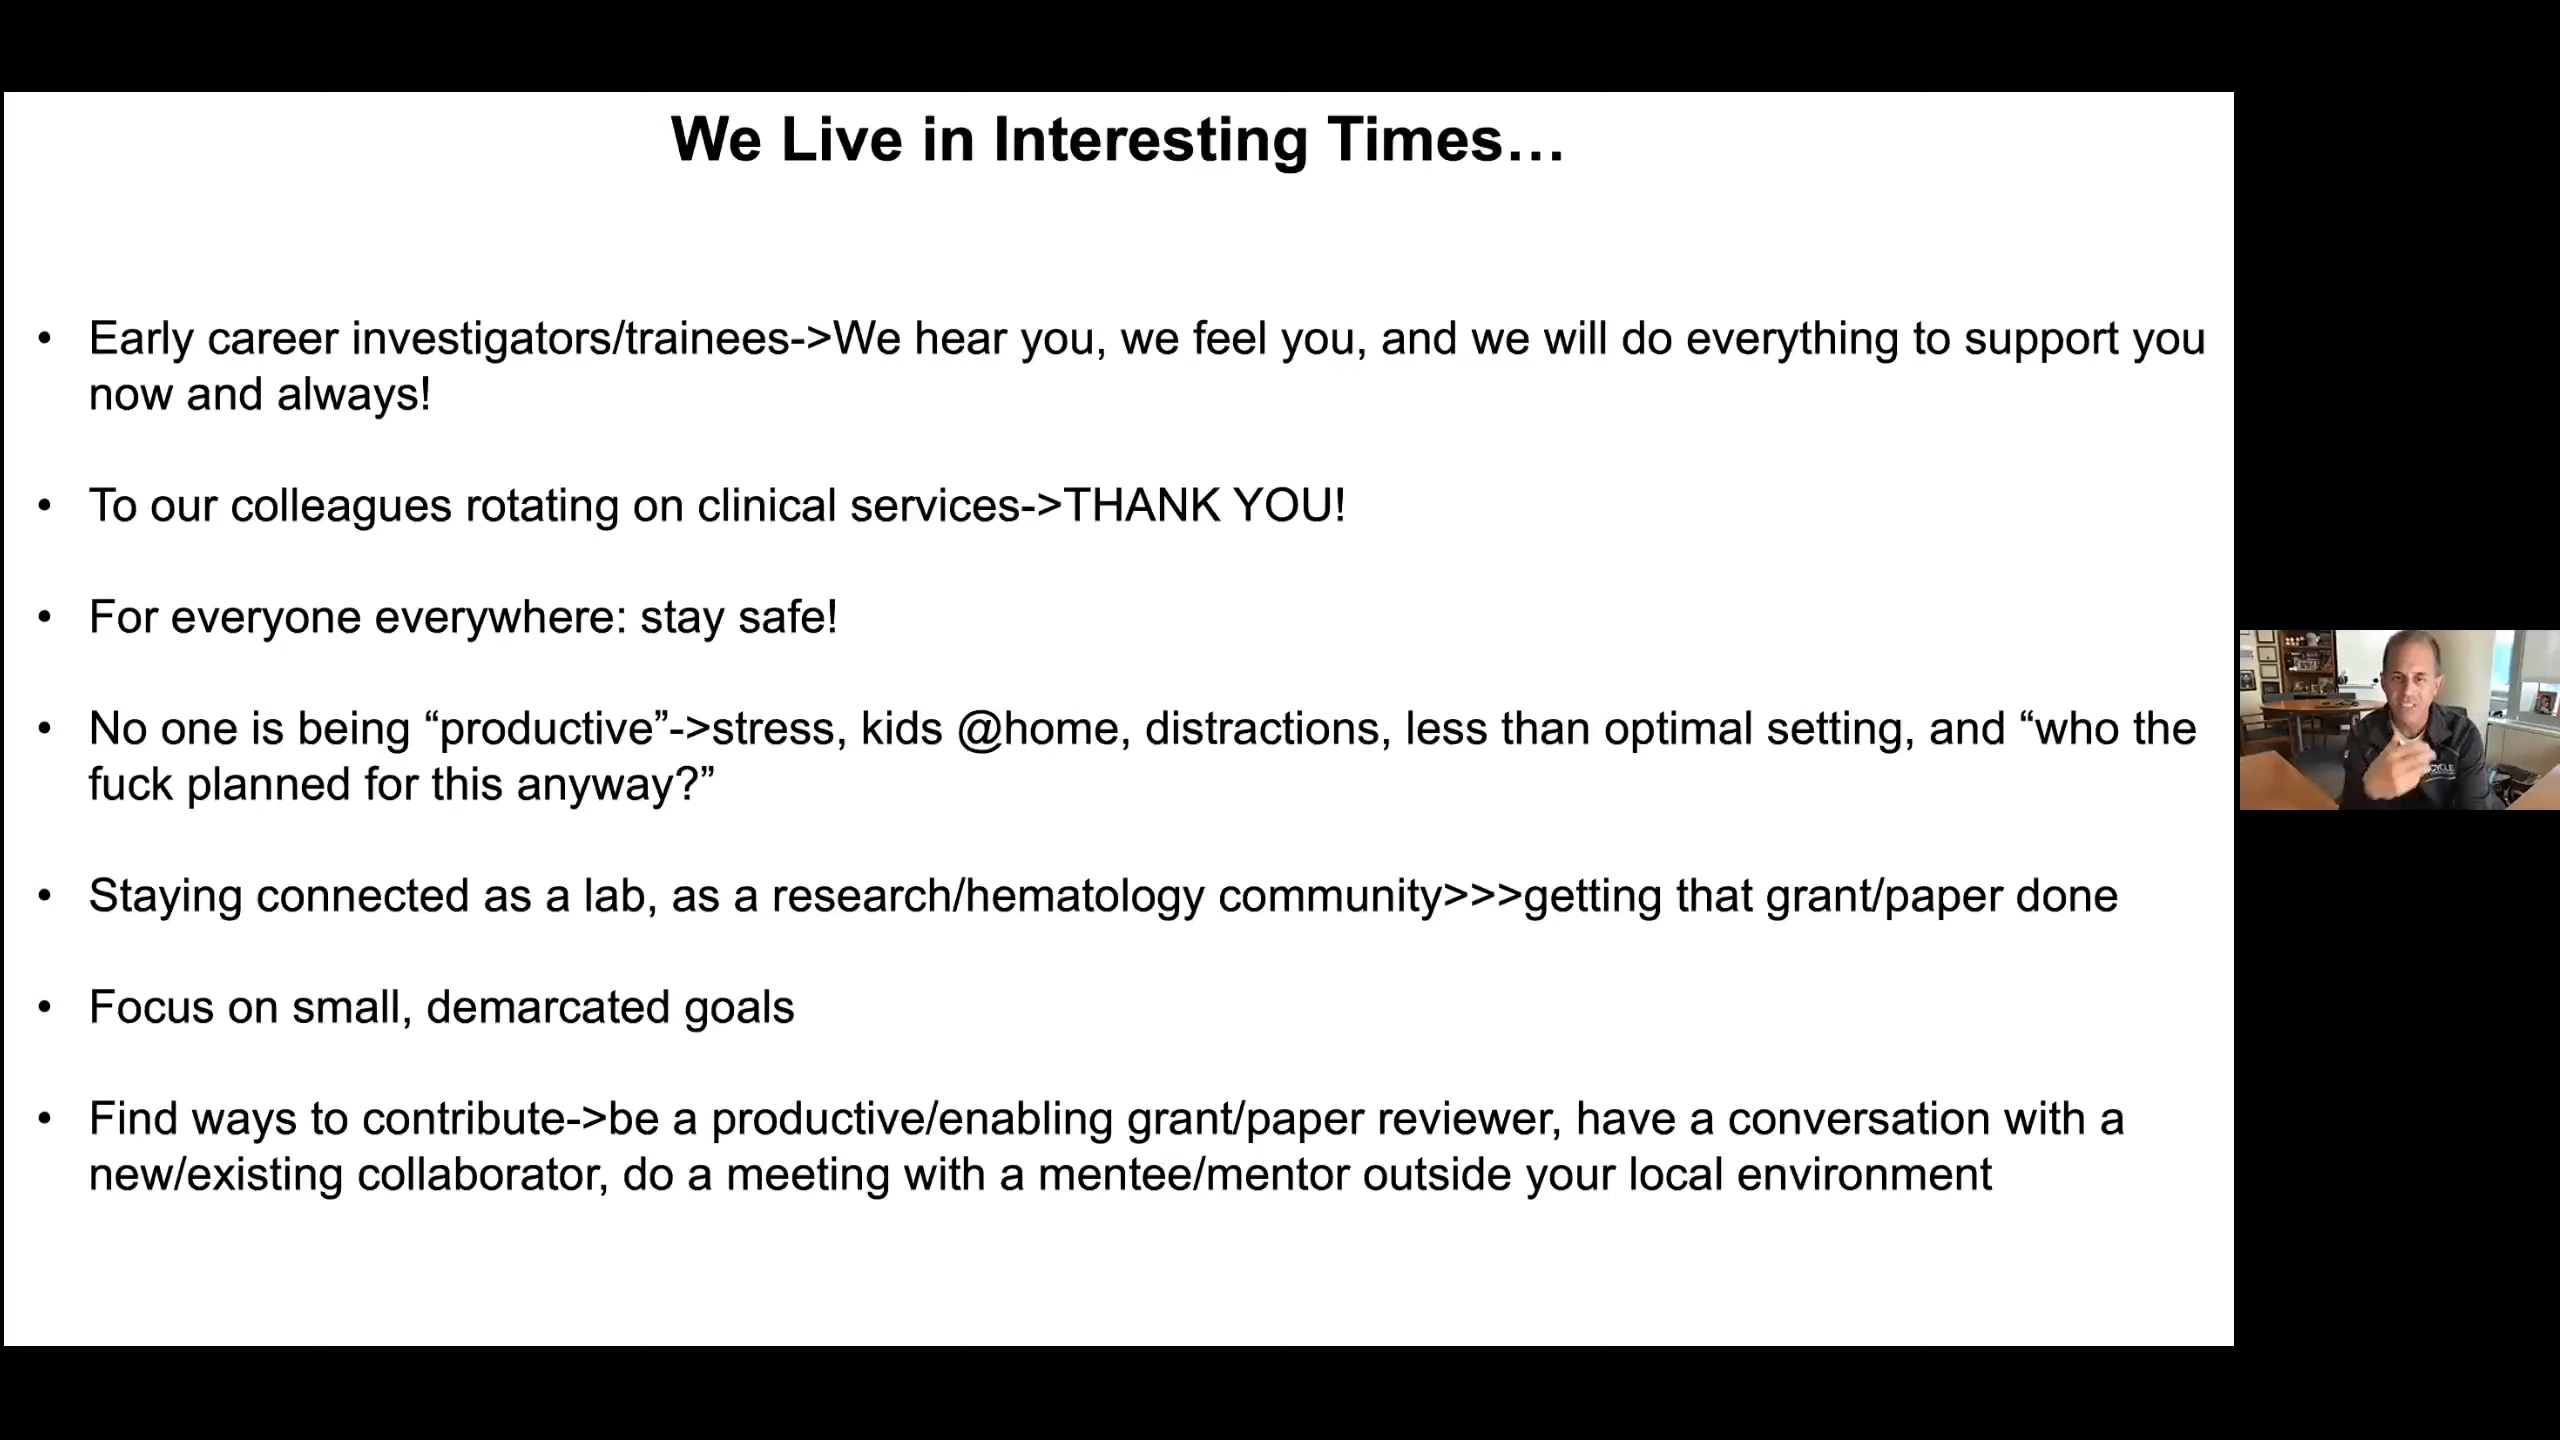 We Live in Interesting Times…
• Early career investigators/trainees->We hear you, we feel you, and we will do everything to support you
now and always!
• To our colleagues rotating on clinical services->THANK YOU!
• For everyone everywhere: stay safe!
• No one is being “productive”->stress, kids @home, distractions, less than optimal setting, and “who the
fuck planned for this anyway?”
• Staying connected as a lab, as a research/hematology community>>>getting that grant/paper done
• Focus on small, demarcated goals
• Find ways to contribute->be a productive/enabling grant/paper reviewer, have a conversation with a
new/existing collaborator, do a meeting with a mentee/mentor outside your local environment